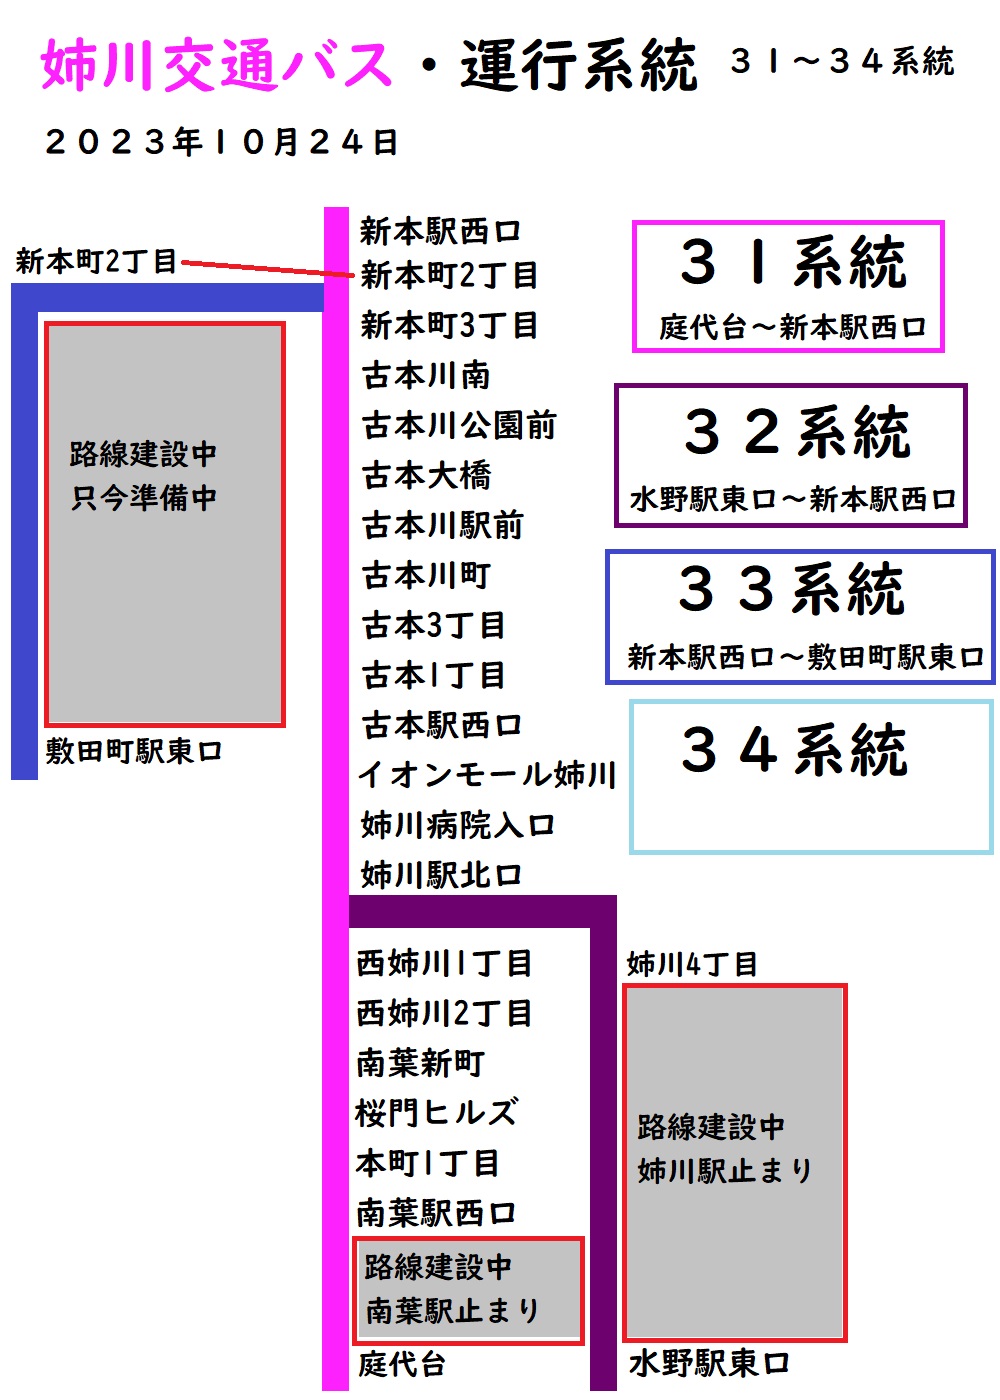 姉川交通バス・運行系統　３１～３４系統
２０２３年１０月２４日
新本町2丁目
路線建設中
只今準備中
敷田町駅東口
新本駅西口
新本町2丁目
新本町3丁目
古本川南
古本川公園前
古本大橋
古本川駅前
古本川町
古本3丁目
古本1丁目
古本駅西口
イオンモール姉川
姉川病院入口
姉川駅北口
西姉川1丁目
西姉川2丁目
南葉新町
桜門ヒルズ
本町1丁目
南葉駅西口
路線建設中
南葉駅止まり
庭代台
３１系統
庭代台～新本駅西口
３２系統
水野駅東口～新本駅西口
３３系統
新本駅西口～敷田町駅東口
３４系統
姉川4丁目
路線建設中
姉川駅止まり
水野駅東口